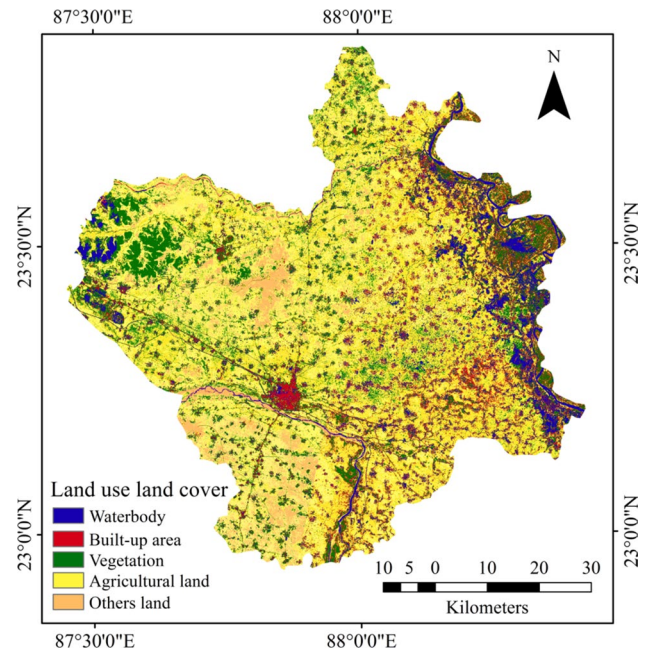 87°30'0"E 88°0'0"E
N
23°30'0"N 23°30'0"N
23°0'0"N 23°0'0"N
Land use land cover
Waterbody
Built-up area
Vegetation
Agricultural land
Others land
10 5 0 10 20 30
Kilometers
87°30'0"E 88°0'0"E